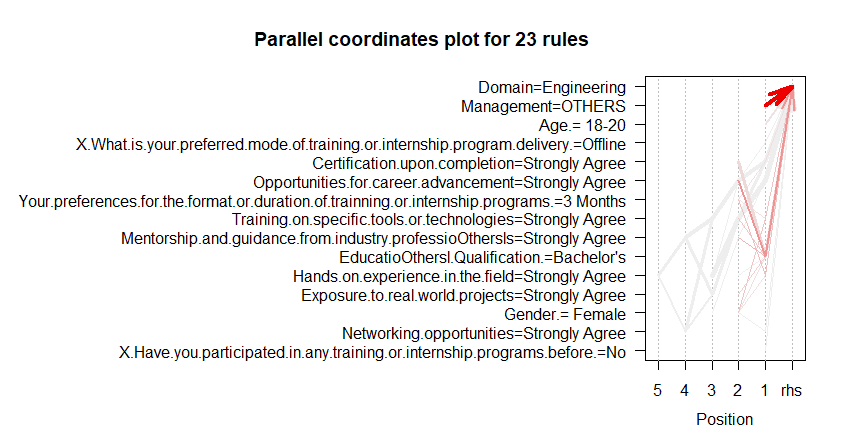 Parallel coordinates plot for 23 rules
Domain=Engineering
Management=OTHERS
Age.= 18-20
X.What.is.your.preferred.mode.of.training.or.internship.program.delivery.=Offline
Certification.upon.completion=Strongly Agree
Opportunities.for.career.advancement=Strongly Agree
Your.preferences.for.the.format.or.duration.of.trainning.or.internship.programs.=3 Months
Training.on.specific.tools.or.technologies=Strongly Agree
Mentorship.and.guidance.from.industry.professioOthersls=Strongly Agree
EducatioOthersl.Qualification.=Bachelor's
Hands.on.experience.in.the.field=Strongly Agree
Exposure.to.real.world.projects=Strongly Agree
Gender.= Female
Networking.opportunities=Strongly Agree
X.Have.you.participated.in.any.training.or.internship.programs.before.=No
5 4 3 2 1 rhs
Position